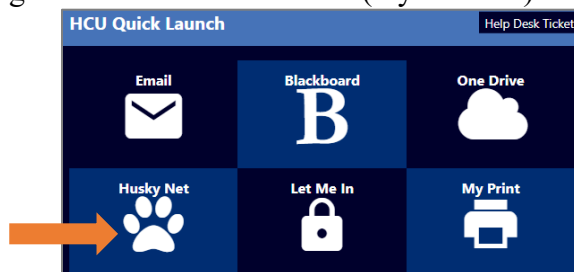 HCU Quick Launch
Help Desk Ticket
Email
Blackboard
One Drive
B
Husky Net
Let Me In
My Print